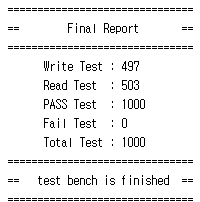 ===============================
==       Final Report        ==
===============================
Write Test : 497
Read Test  : 503
PASS Test  : 1000
Fail Test  : 0
Total Test : 1000
===============================
==  test bench is finished  ==
===============================